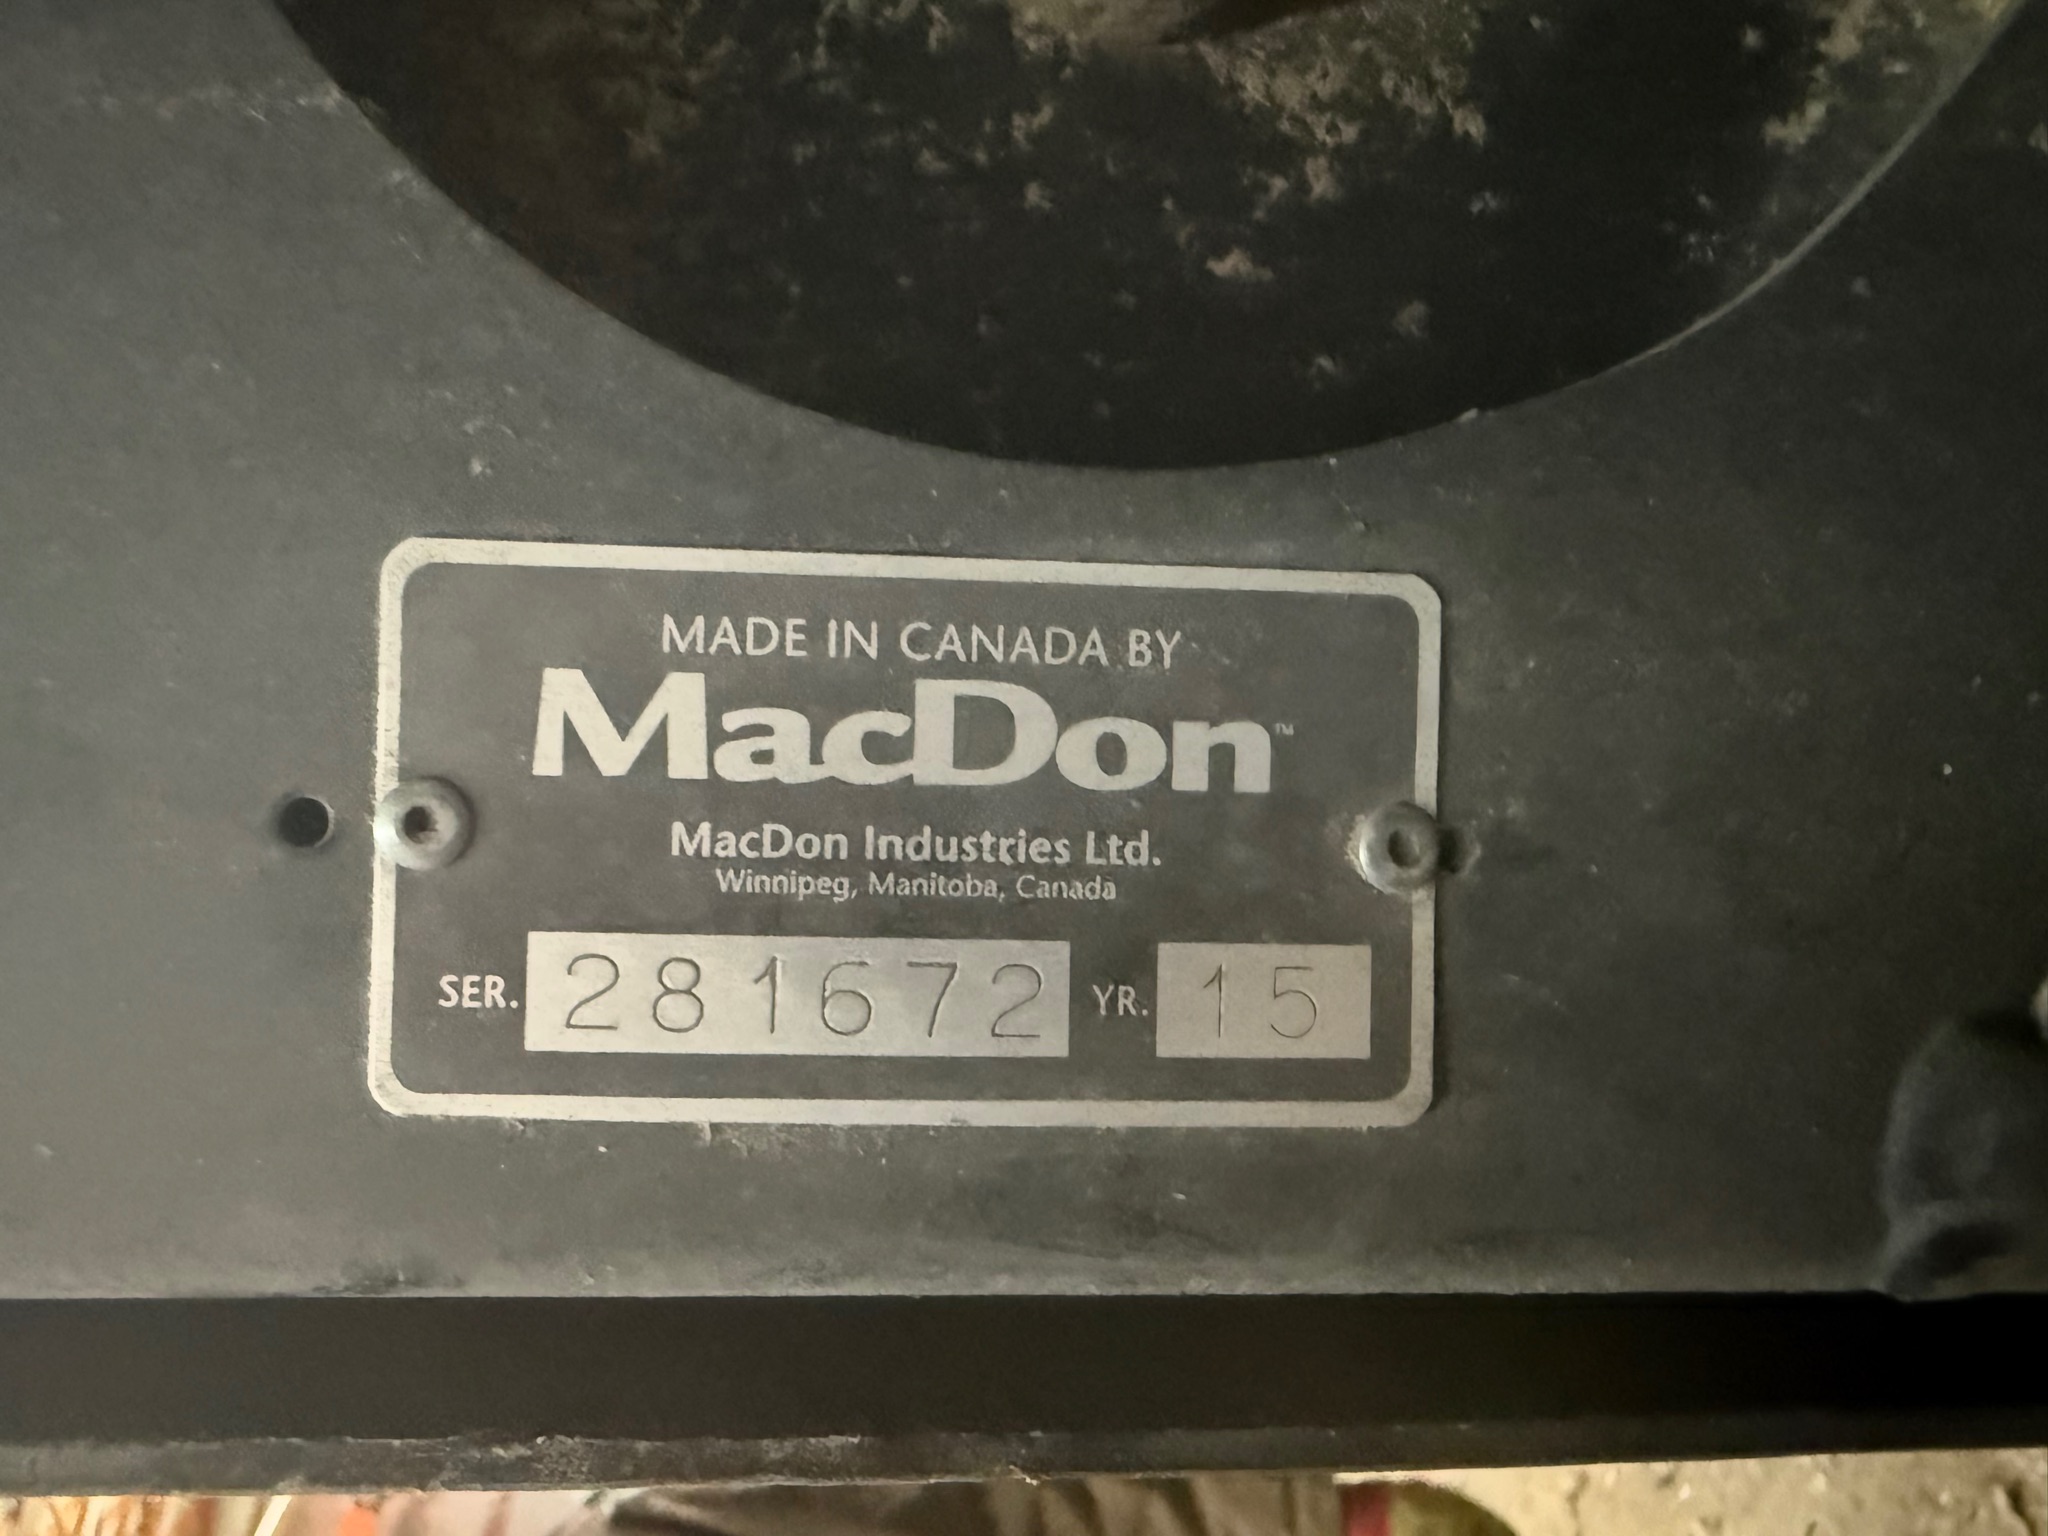 MADE IN CANADA BY
MacDon™
MacDon Industries Ltd.
Winnipeg, Manitoba, Canada
SER. 281672 YR. 15